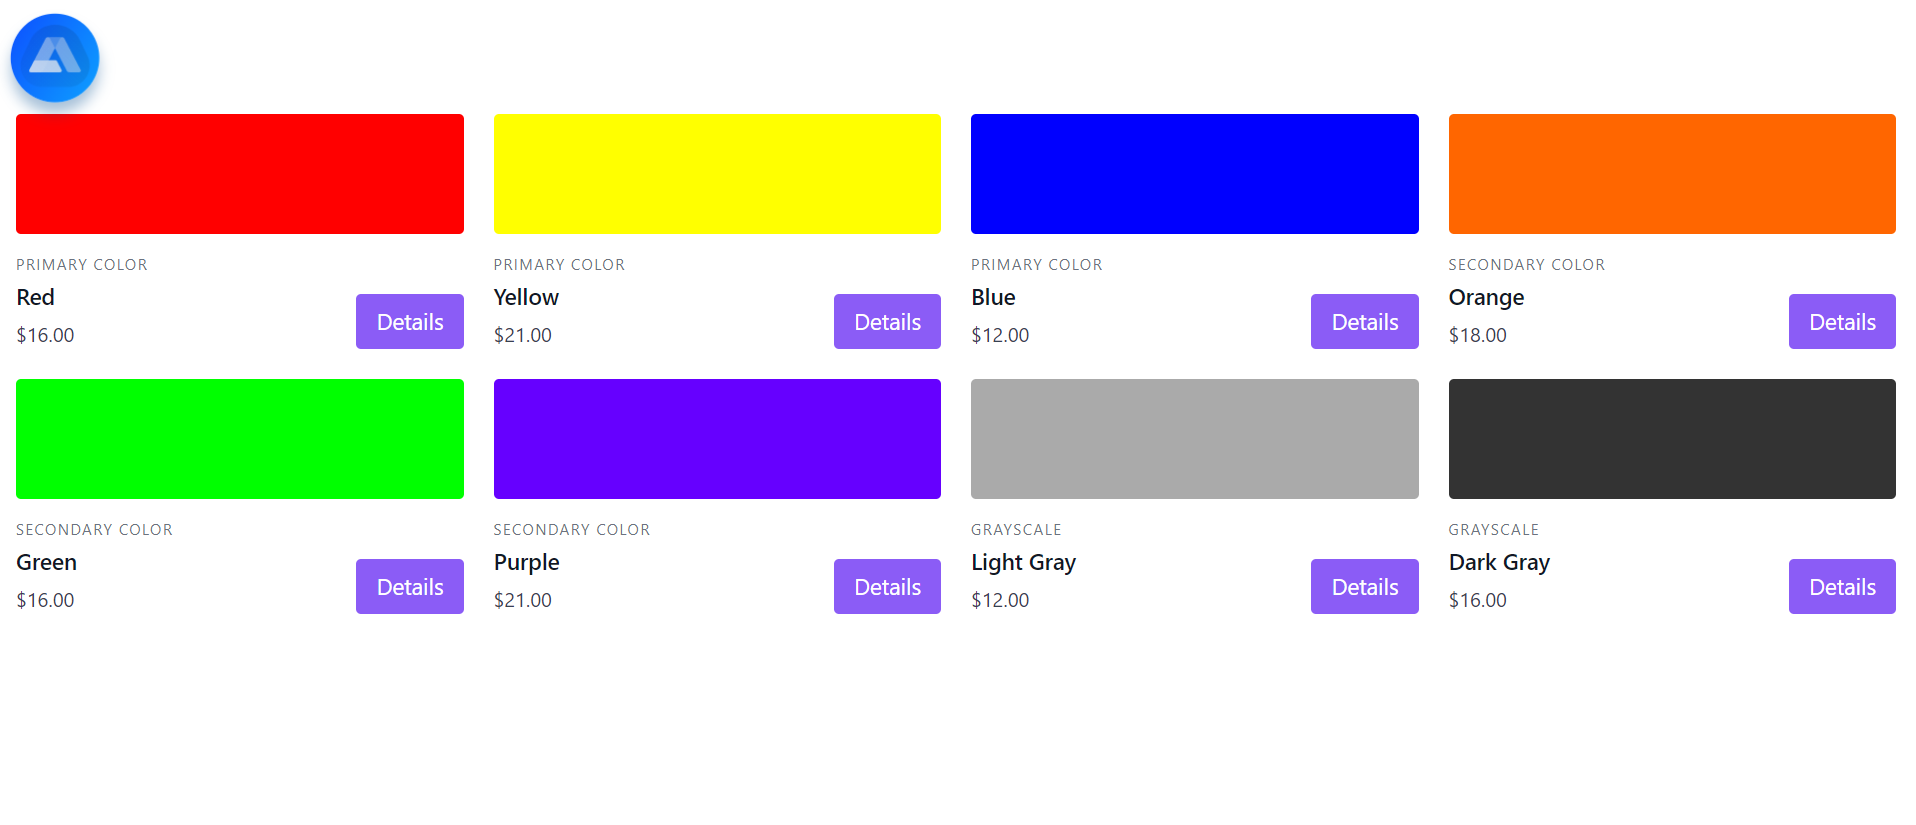 PRIMARY COLOR
Red
$16.00
Details
PRIMARY COLOR
Yellow
$21.00
Details
PRIMARY COLOR
Blue
$12.00
Details
SECONDARY COLOR
Orange
$18.00
Details
SECONDARY COLOR
Green
$16.00
Details
SECONDARY COLOR
Purple
$21.00
Details
GRAYSCALE
Light Gray
$12.00
Details
GRAYSCALE
Dark Gray
$16.00
Details